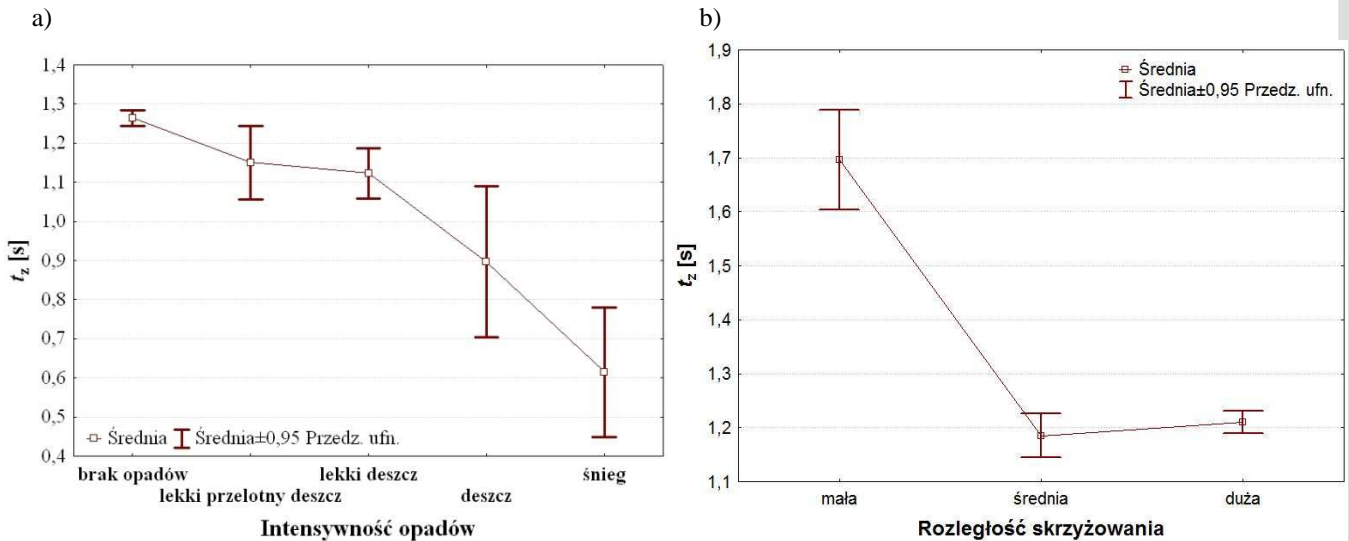 a)
1,4
1,3
1,2
1,1
1,0
0,9
0,8
0,7
0,6
0,5
0,4
t_z [s]
Średnia Średnia±0,95 Przedz. ufn.
brak opadów lekki deszcz śnieg
lekki przelotny deszcz deszcz
Intensywność opadów
b)
1,9
1,8
1,7
1,6
1,5
1,4
1,3
1,2
1,1
t_z [s]
Średnia
Średnia±0,95 Przedz. ufn.
mała średnia duża
Rozległość skrzyżowania